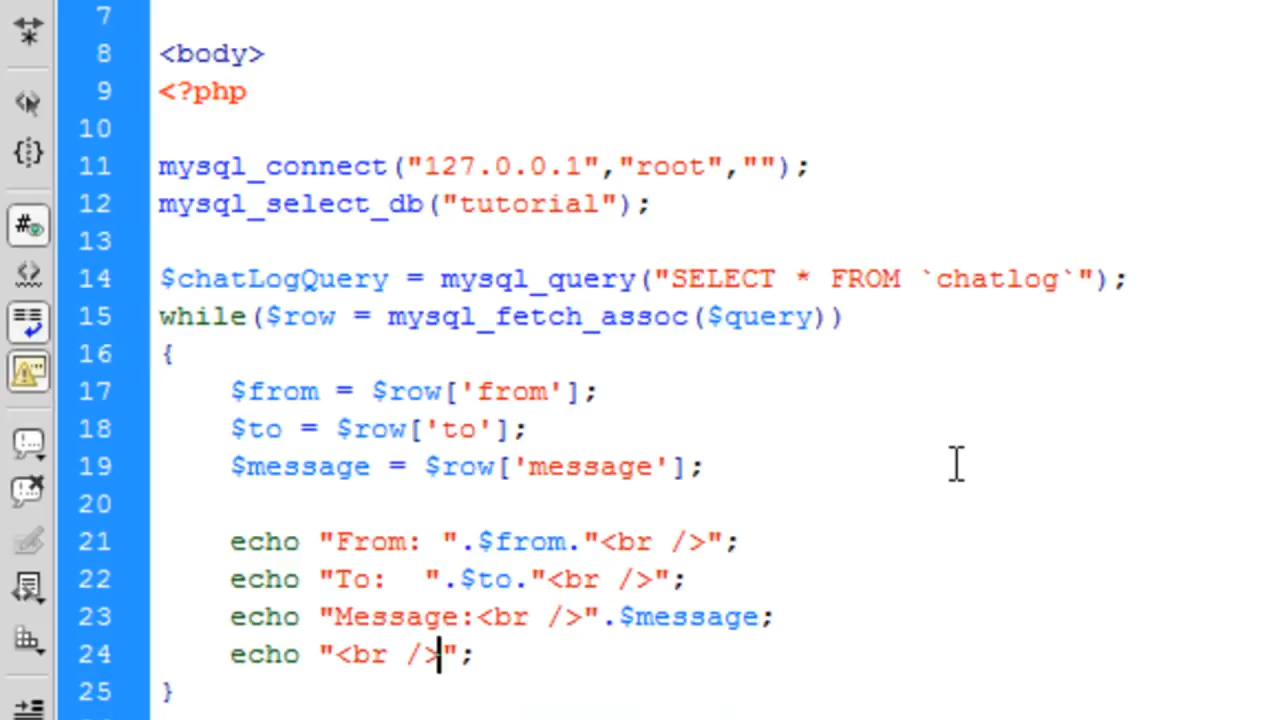 7
8 <body>
9 <?php
10
11 mysql_connect("127.0.0.1","root","");
12 mysql_select_db("tutorial");
13
14 $chatLogQuery = mysql_query("SELECT * FROM `chatlog`");
15 while($row = mysql_fetch_assoc($query))
16 {
17     $from = $row['from'];
18     $to = $row['to'];
19     $message = $row['message'];
20
21     echo "From: ".$from."<br />";
22     echo "To:  ".$to."<br />";
23     echo "Message:<br />".$message;
24     echo "<br />";
25 }